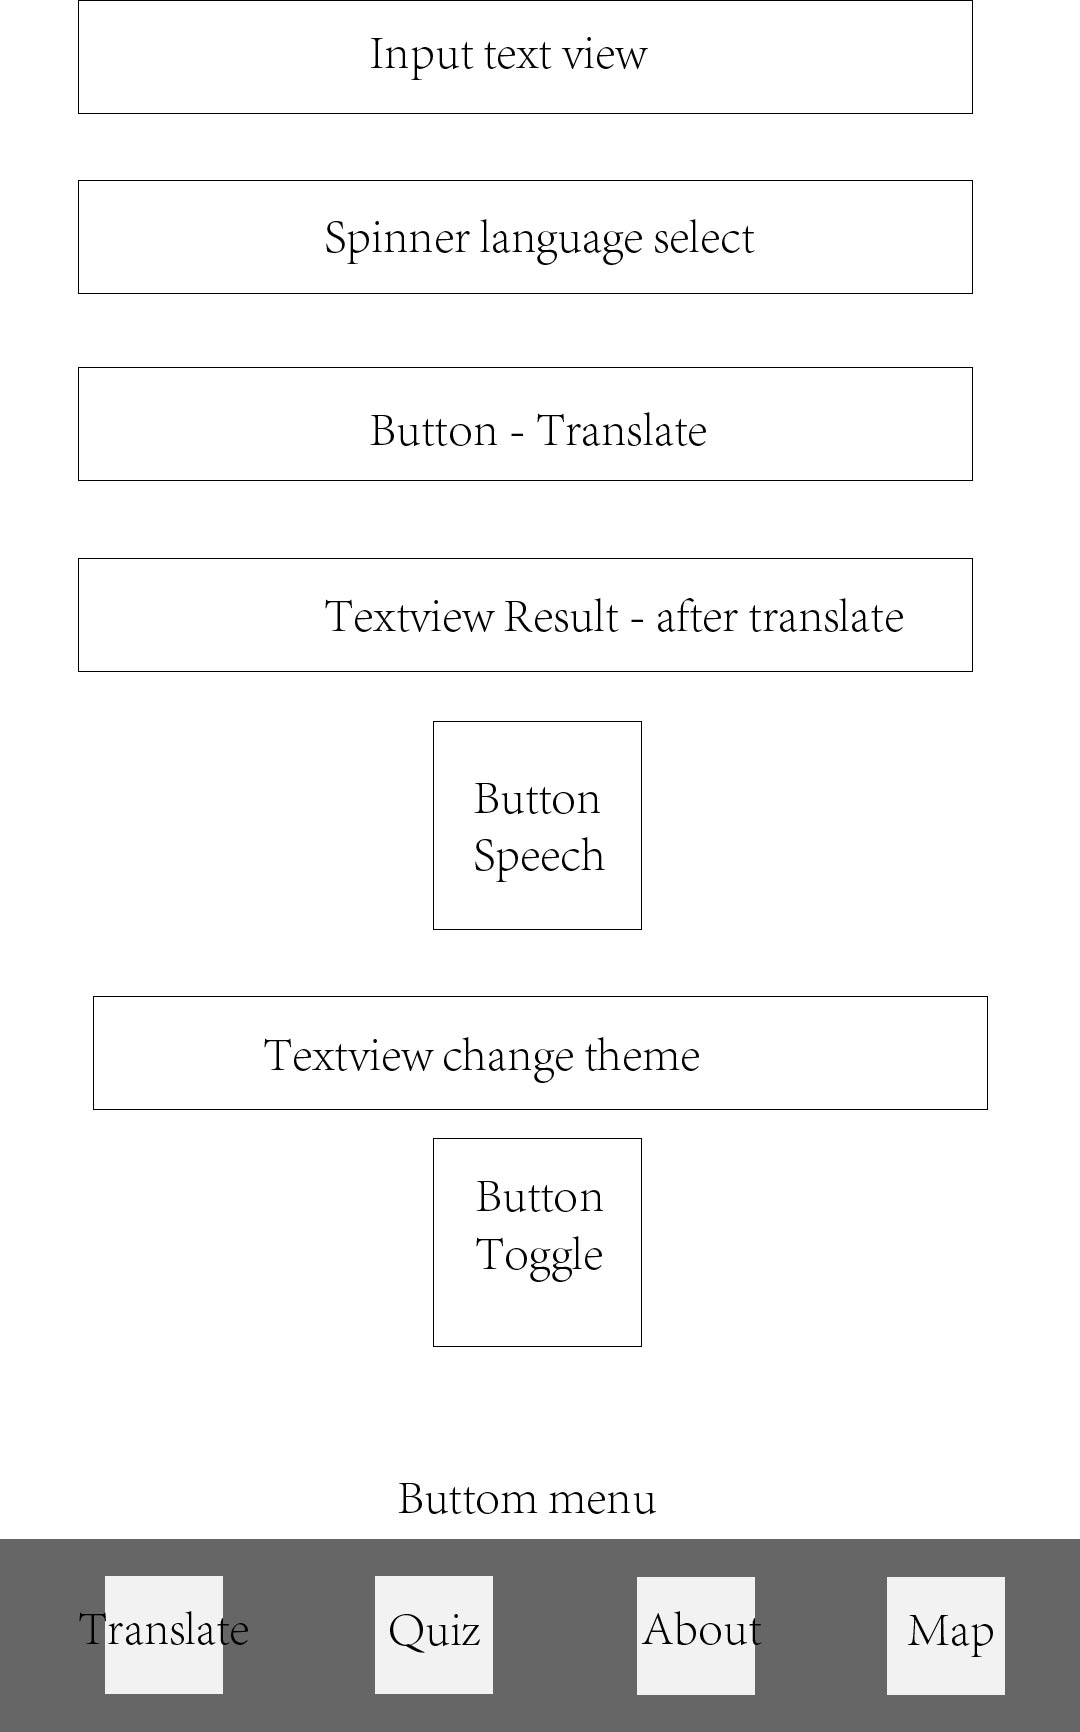 Input text view
Spinner language select
Button - Translate
Textview Result - after translate
Button
Speech
Textview change theme
Button
Toggle
Buttom menu
Translate
Quiz
About
Map